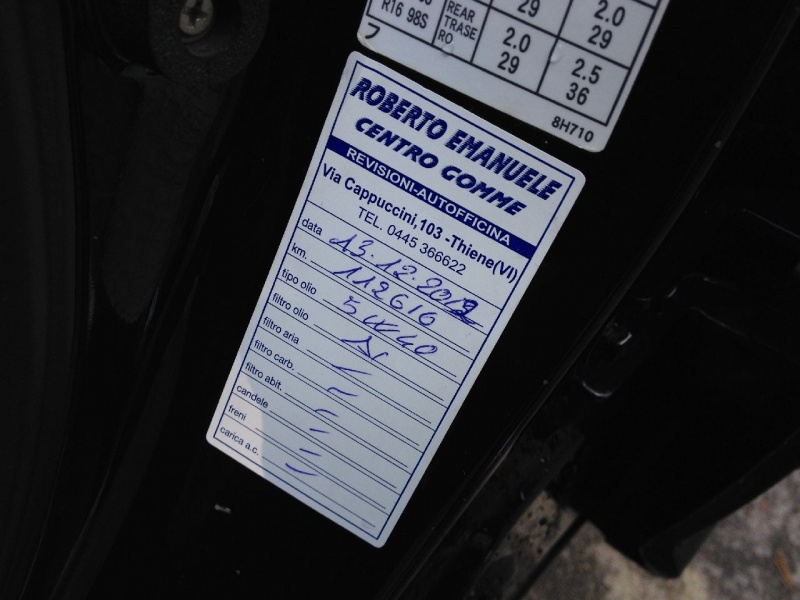 R16 98S
REAR
TRASE
RO
29
2.0
29
2.0
29
2.5
36
8H710
ROBERTO EMANUELE
CENTRO GOMME
REVISIONI-AUTOFFICINA
Via Cappuccini,103 -Thiene(VI)
TEL. 0445 366622
data 13.12.2012
km. 112616
tipo olio 5W40
filtro olio Si
filtro aria –
filtro carb. –
filtro abit. –
candele –
freni –
carica a.c. –